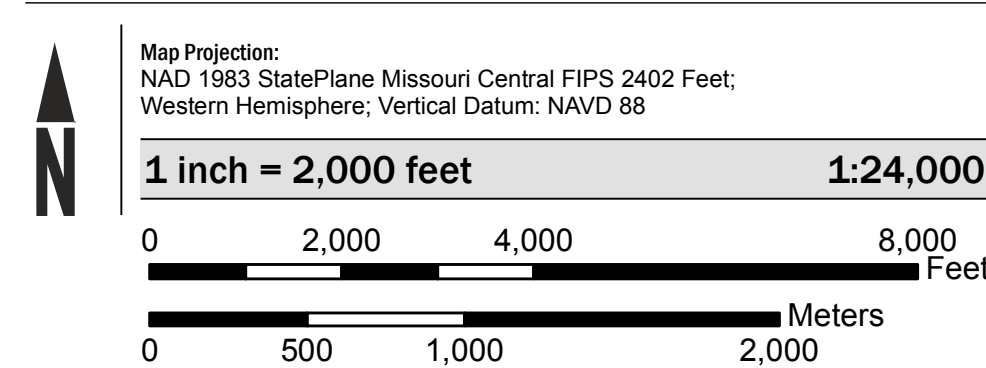 Map Projection:
NAD 1983 StatePlane Missouri Central FIPS 2402 Feet;
Western Hemisphere; Vertical Datum: NAVD 88
N
1 inch = 2,000 feet 1:24,000
0 2,000 4,000 8,000
Feet
Meters
0 500 1,000 2,000